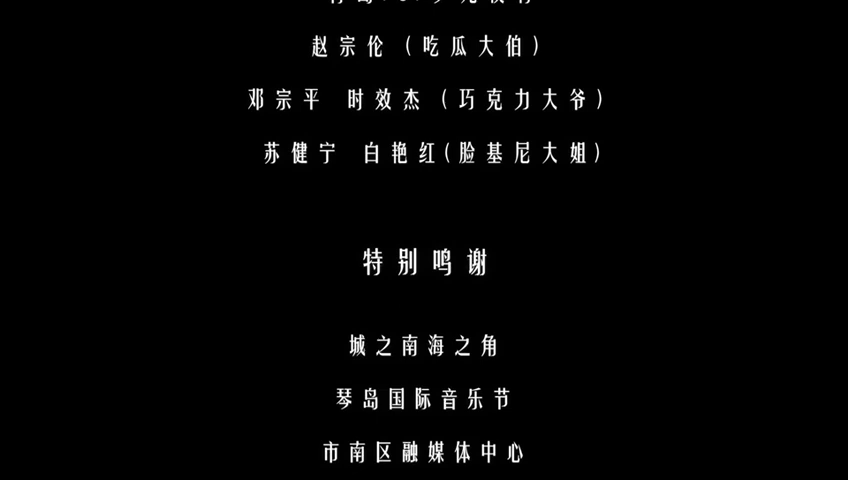 赵宗伦（吃瓜大伯）
邓宗平 时效杰（巧克力大爷）
苏健宁 白艳红(脸基尼大姐)
特别鸣谢
城之南海之角
琴岛国际音乐节
市南区融媒体中心